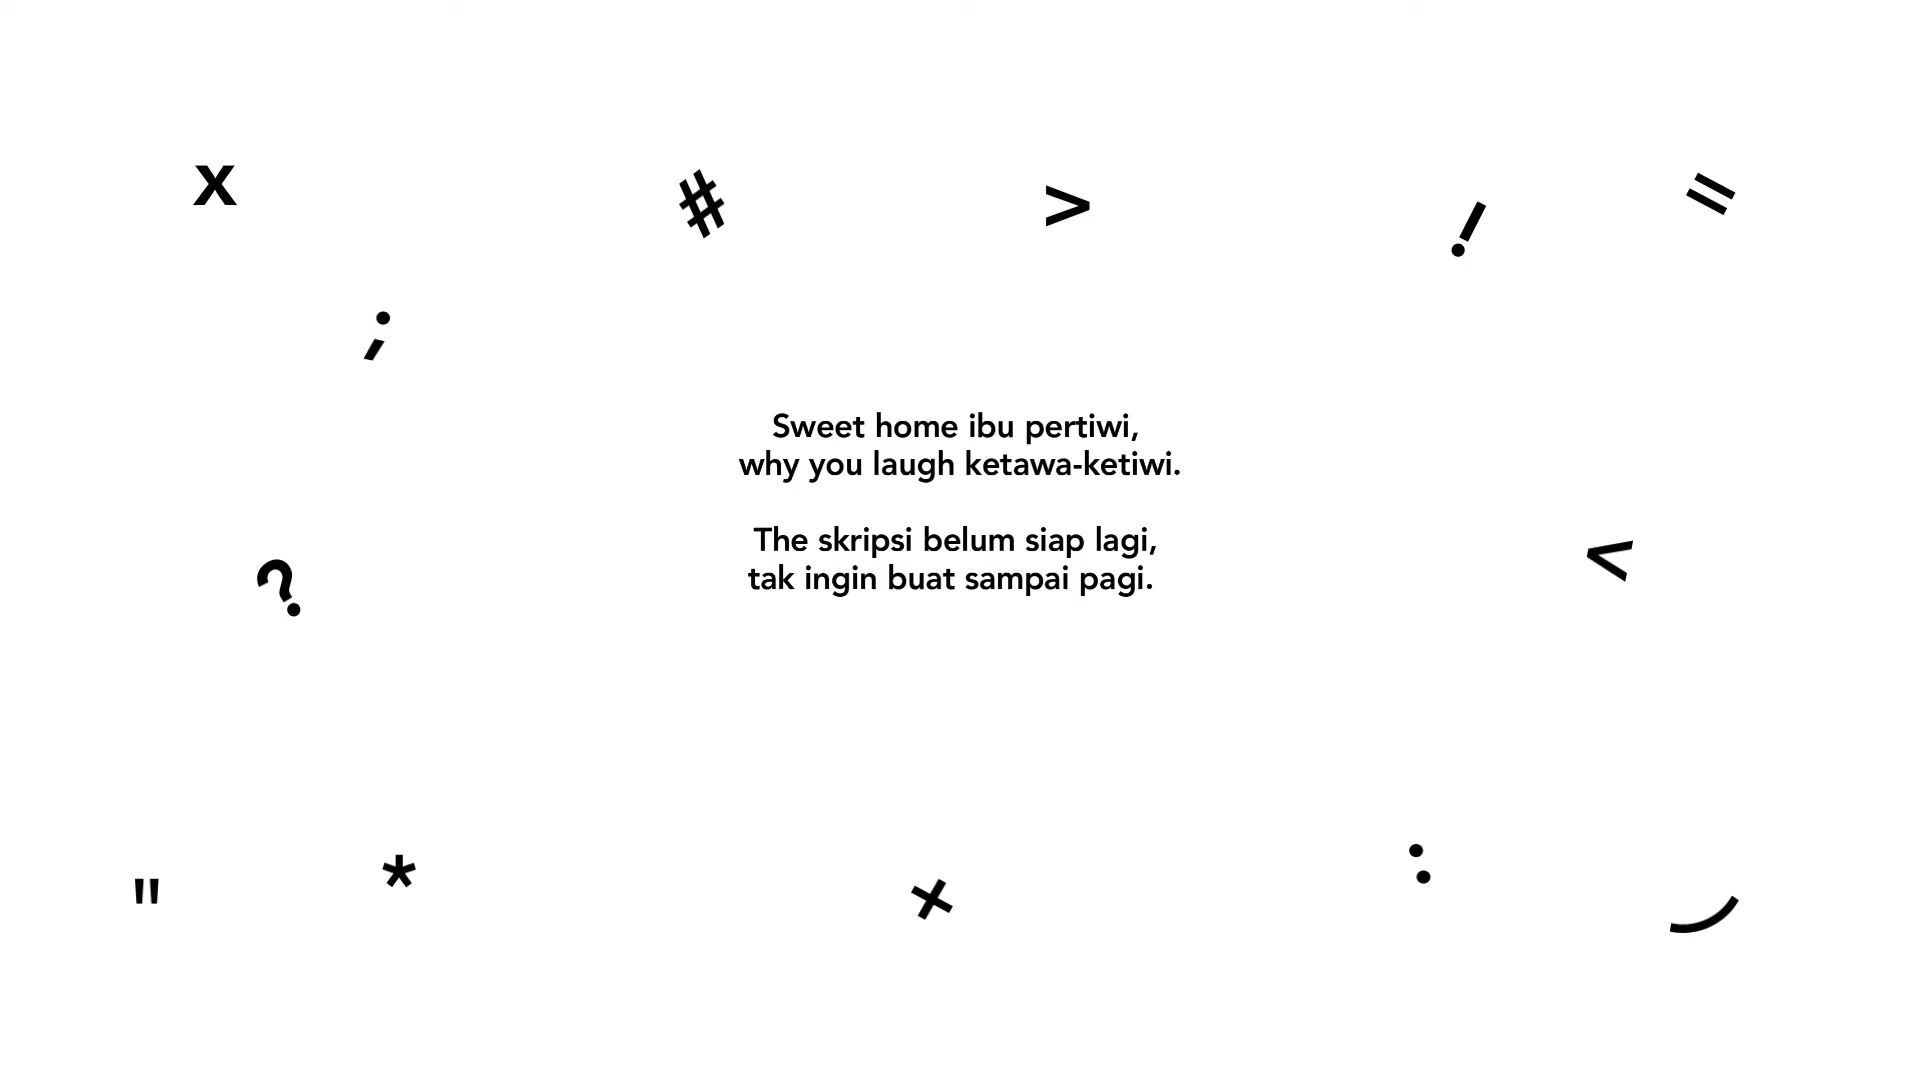 x # > ! =
;
Sweet home ibu pertiwi,
why you laugh ketawa-ketiwi.
The skripsi belum siap lagi,
tak ingin buat sampai pagi.
? <
" * + : )